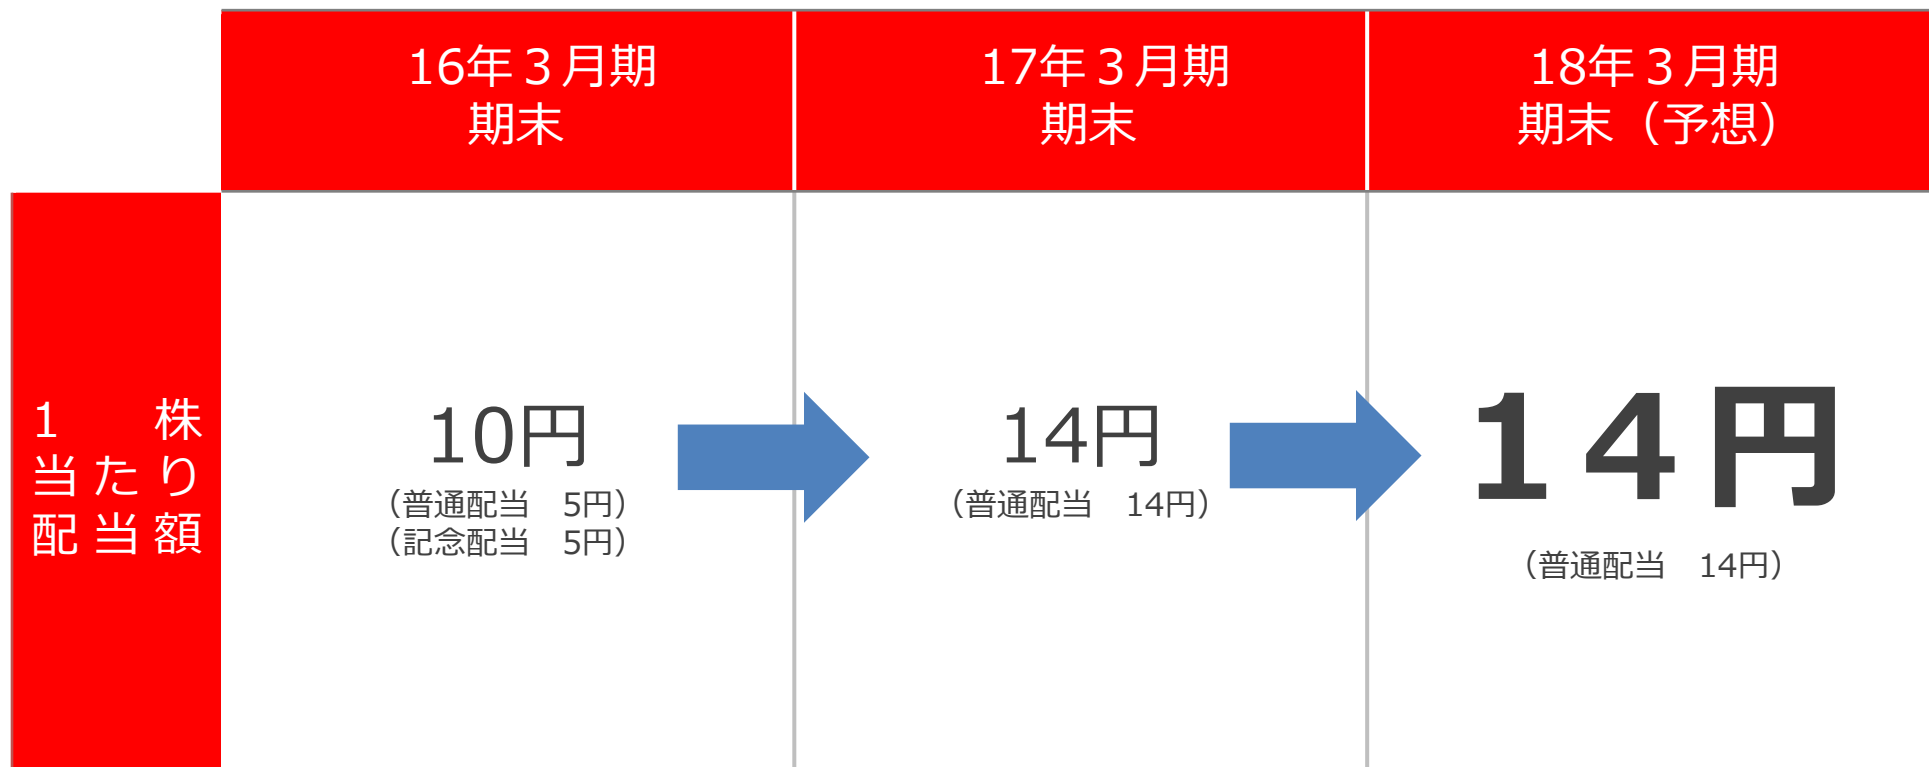 16年３月期
期末
17年３月期
期末
18年３月期
期末（予想）
1　株
当たり
配当額
10円
（普通配当　5円）
（記念配当　5円）
14円
（普通配当　14円）
１４円
（普通配当　14円）